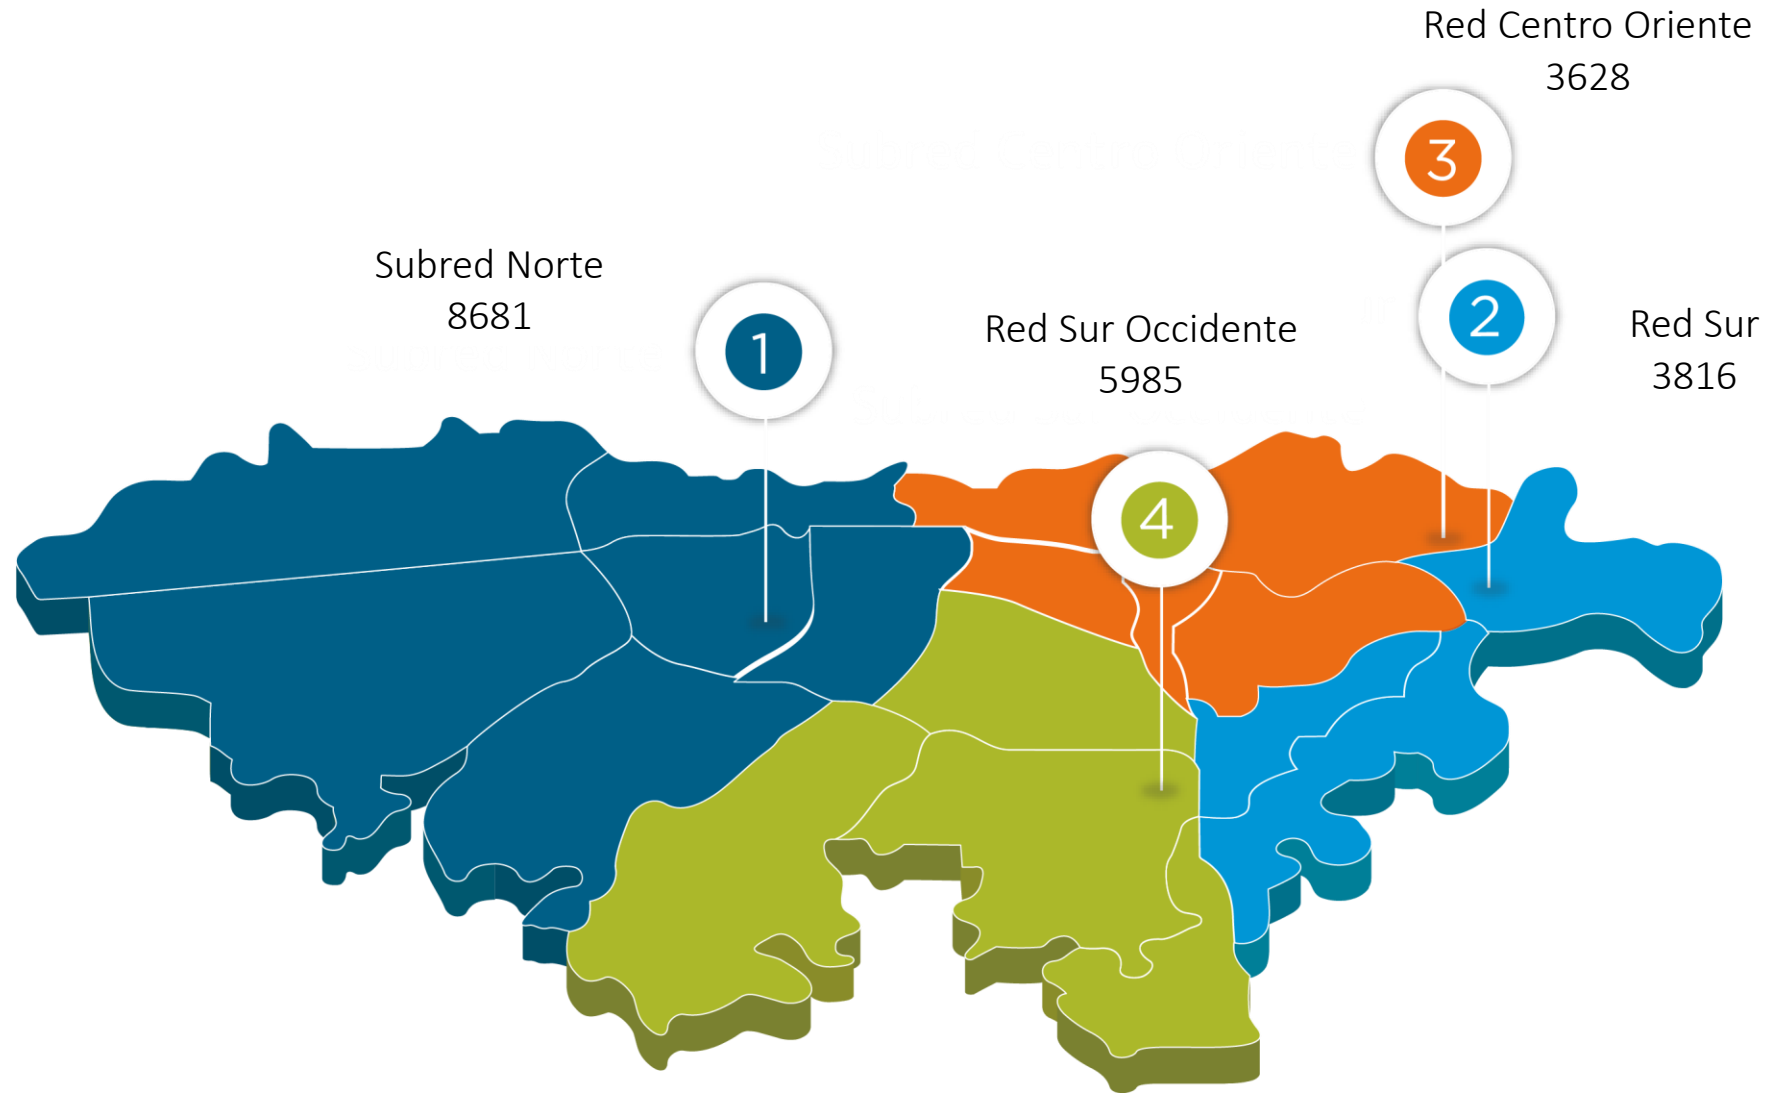 Red Centro Oriente
3628
3
Subred Norte
8681
1
Red Sur Occidente
5985
2
Red Sur
3816
4